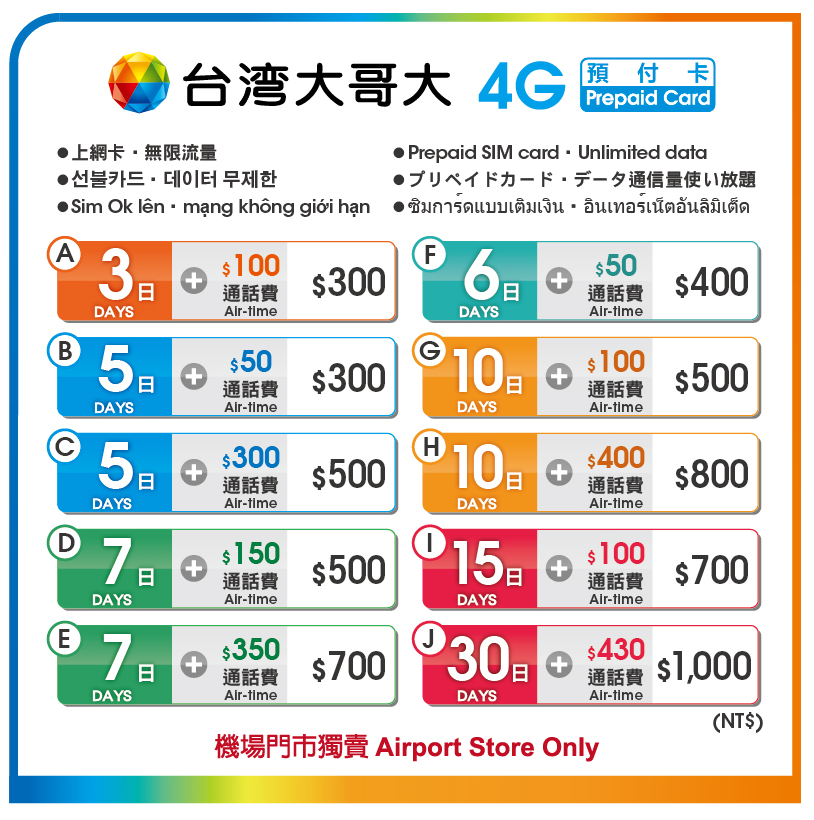 台湾大哥大 4G 預付卡 Prepaid Card
●上網卡・無限流量
●Prepaid SIM card・Unlimited data
●선불카드・데이터 무제한
●プリペイドカード・データ通信量使い放題
●Sim Ok lên・mạng không giới hạn
●ซิมการ์ดแบบเติมเงิน・อินเทอร์เน็ตอันลิมิเต็ด
A 3日 DAYS + $100 通話費 Air-time $300
F 6日 DAYS + $50 通話費 Air-time $400
B 5日 DAYS + $50 通話費 Air-time $300
G 10日 DAYS + $100 通話費 Air-time $500
C 5日 DAYS + $300 通話費 Air-time $500
H 10日 DAYS + $400 通話費 Air-time $800
D 7日 DAYS + $150 通話費 Air-time $500
I 15日 DAYS + $100 通話費 Air-time $700
E 7日 DAYS + $350 通話費 Air-time $700
J 30日 DAYS + $430 通話費 Air-time $1,000
(NT$)
機場門市獨賣 Airport Store Only